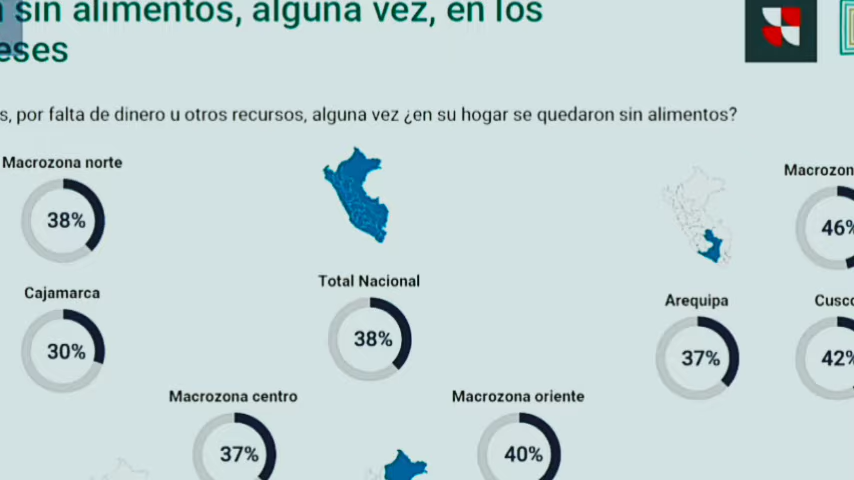 sin alimentos, alguna vez, en los
eses
s, por falta de dinero u otros recursos, alguna vez ¿en su hogar se quedaron sin alimentos?
Macrozona norte
38%
Macrozon
46%
Cajamarca
30%
Total Nacional
38%
Arequipa
37%
Cusco
42%
Macrozona centro
37%
Macrozona oriente
40%